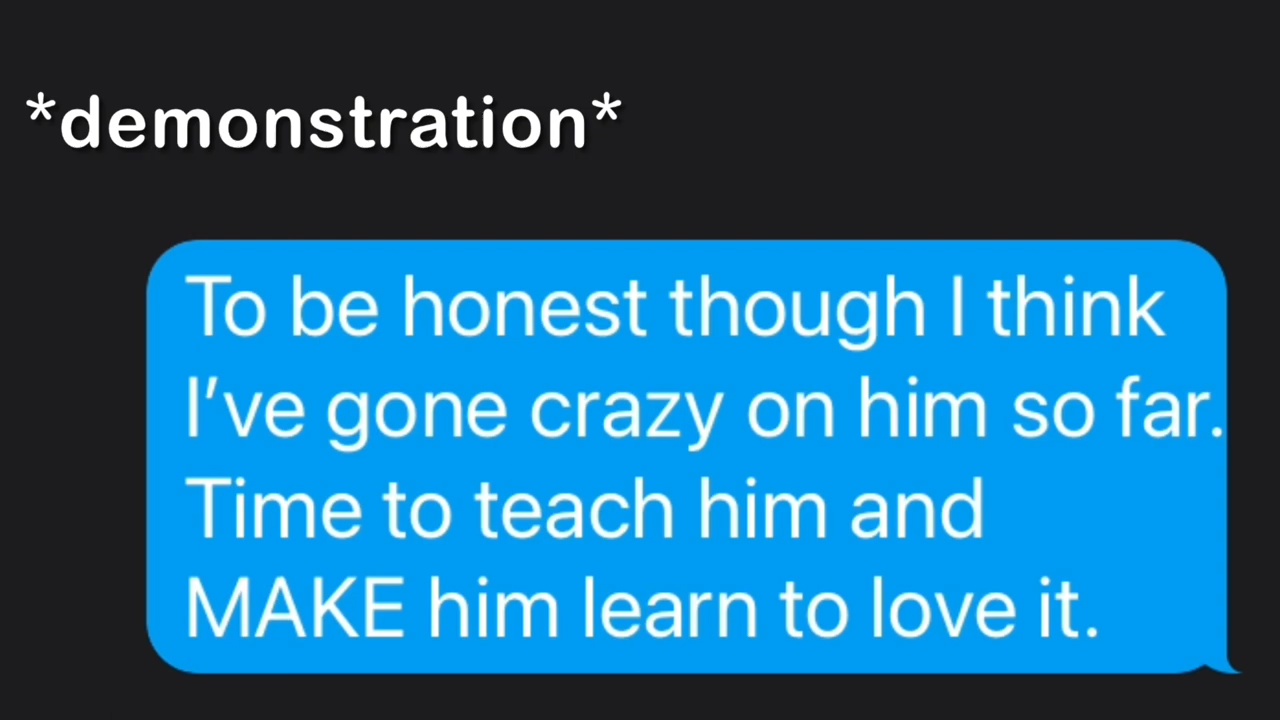 *demonstration*
To be honest though I think
I’ve gone crazy on him so far.
Time to teach him and
MAKE him learn to love it.